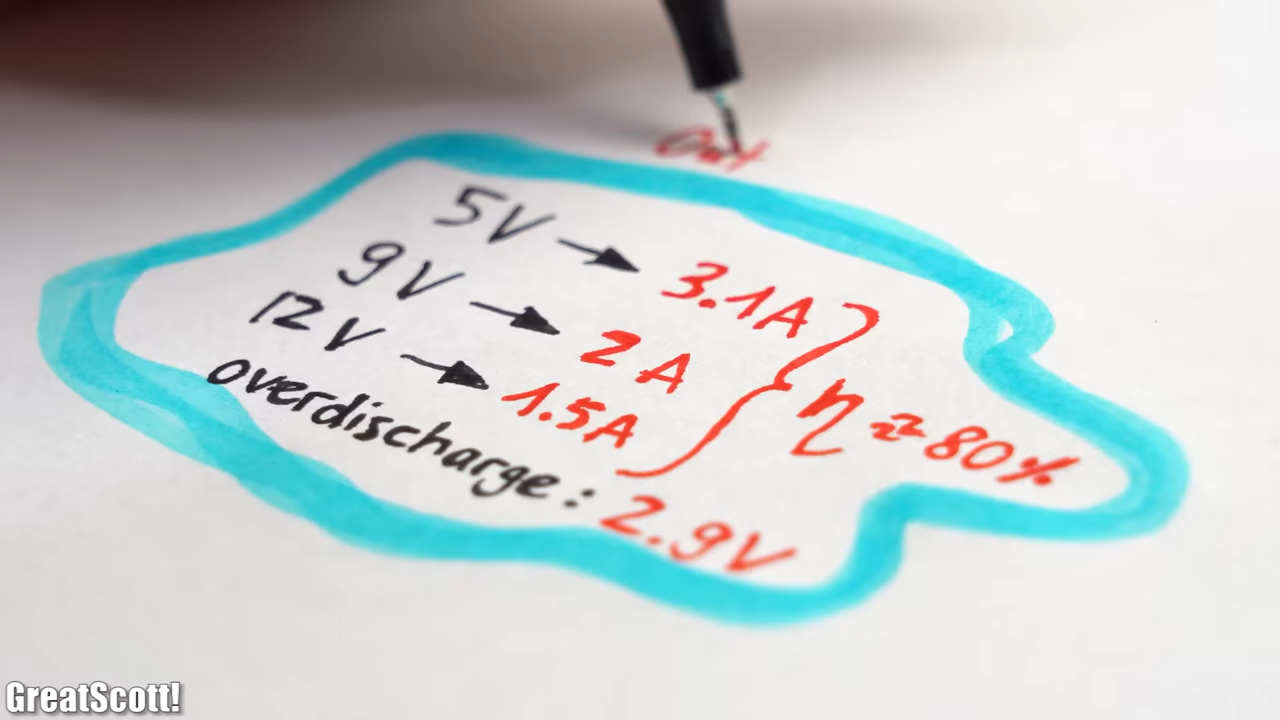 Out
5V → 3.1A
9V → 2A
12V → 1.5A
η ≈ 80%
overdischarge: 2.9V
GreatScott!